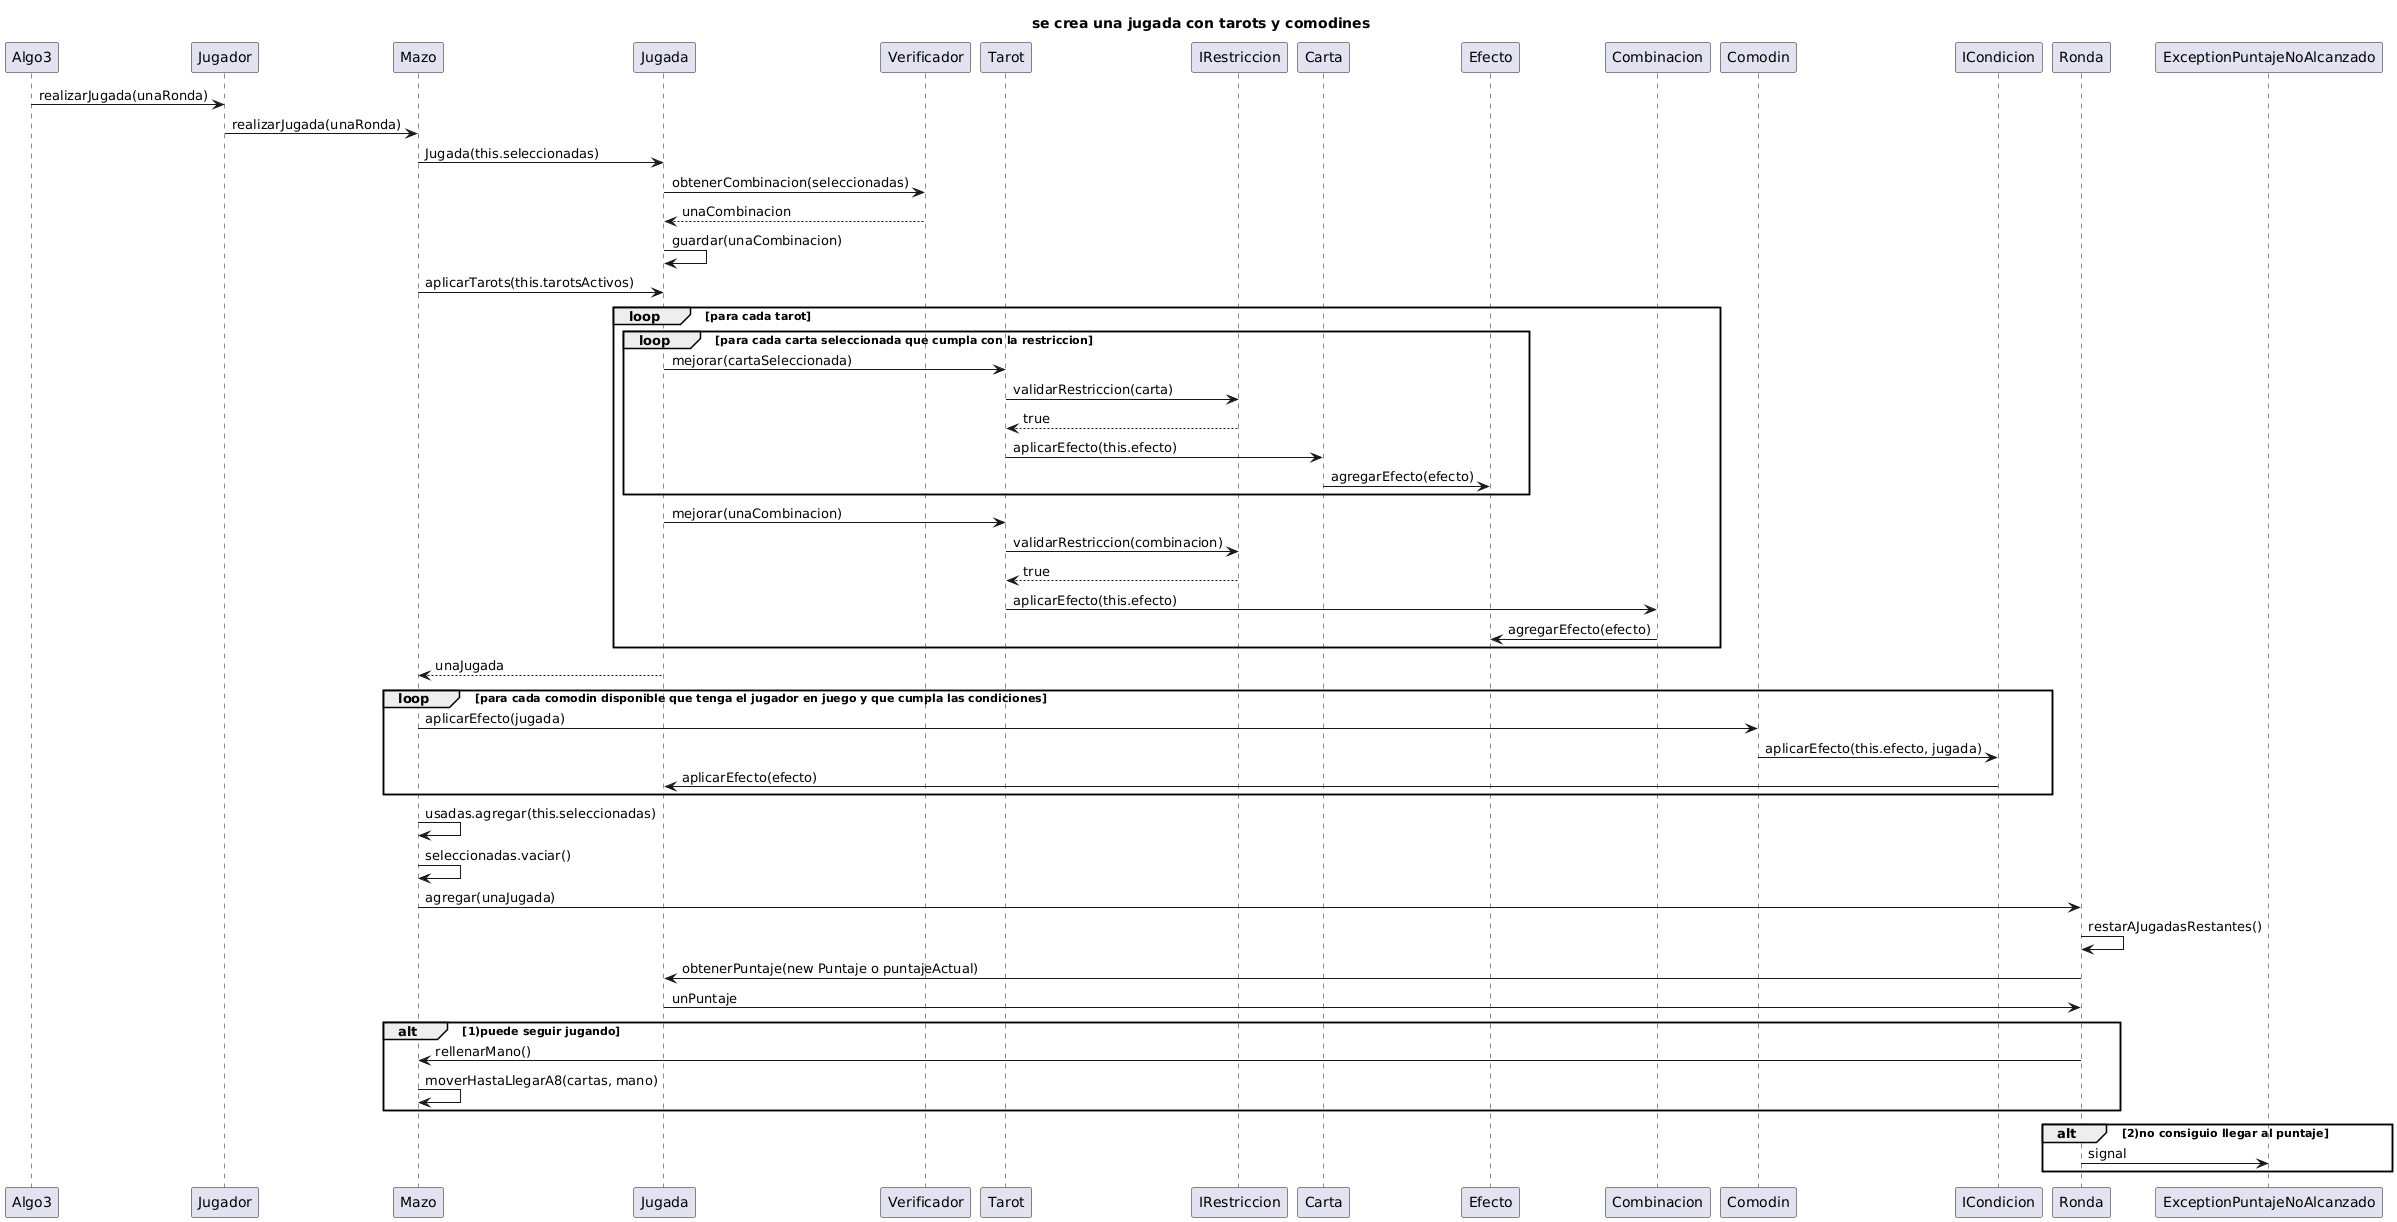 se crea una jugada con tarots y comodines
Algo3 Jugador Mazo Jugada Verificador Tarot IRestriccion Carta Efecto Combinacion Comodin ICondicion Ronda ExceptionPuntajeNoAlcanzado
realizarJugada(unaRonda)
realizarJugada(unaRonda)
Jugada(this.seleccionadas)
obtenerCombinacion(seleccionadas)
unaCombinacion
guardar(unaCombinacion)
aplicarTarots(this.tarotsActivos)
loop [para cada tarot]
loop [para cada carta seleccionada que cumpla con la restriccion]
mejorar(cartaSeleccionada)
validarRestriccion(carta)
true
aplicarEfecto(this.efecto)
agregarEfecto(efecto)
mejorar(unaCombinacion)
validarRestriccion(combinacion)
true
aplicarEfecto(this.efecto)
agregarEfecto(efecto)
unaJugada
loop [para cada comodin disponible que tenga el jugador en juego y que cumpla las condiciones]
aplicarEfecto(jugada)
aplicarEfecto(this.efecto, jugada)
aplicarEfecto(efecto)
usadas.agregar(this.seleccionadas)
seleccionadas.vaciar()
agregar(unaJugada)
restarAJugadasRestantes()
obtenerPuntaje(new Puntaje o puntajeActual)
unPuntaje
alt [1)puede seguir jugando]
rellenarMano()
moverHastaLlegarA8(cartas, mano)
alt [2)no consiguio llegar al puntaje]
signal
Algo3 Jugador Mazo Jugada Verificador Tarot IRestriccion Carta Efecto Combinacion Comodin ICondicion Ronda ExceptionPuntajeNoAlcanzado